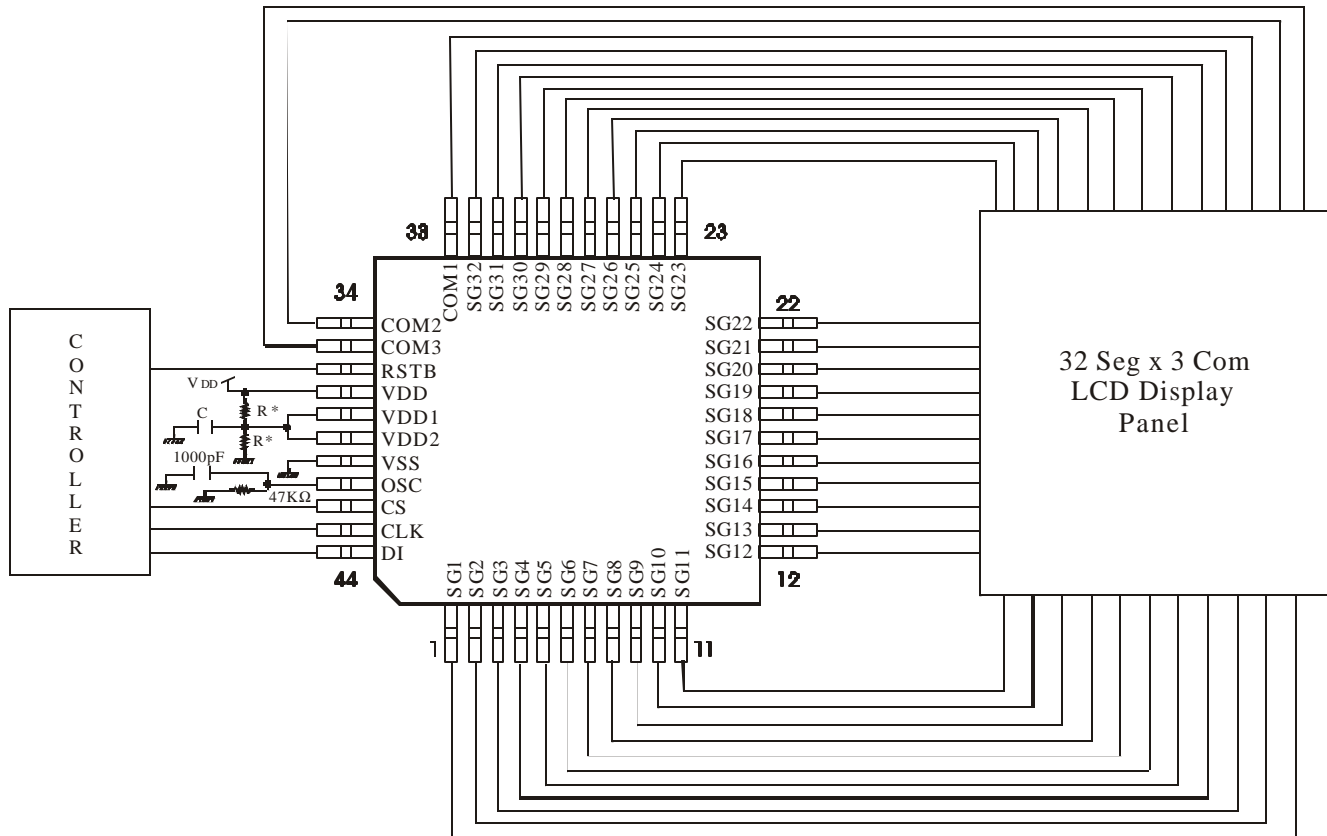 33
23
COM1
SG32
SG31
SG30
SG29
SG28
SG27
SG26
SG25
SG24
SG23
34
22
CONTROLLER
COM2
COM3
RSTB
VDD
VDD1
VDD2
VSS
OSC
CS
CLK
DI
VDD
R*
C
R*
1000pF
47KΩ
SG22
SG21
SG20
SG19
SG18
SG17
SG16
SG15
SG14
SG13
SG12
32 Seg x 3 Com
LCD Display
Panel
44
12
SG1
SG2
SG3
SG4
SG5
SG6
SG7
SG8
SG9
SG10
SG11
1
11